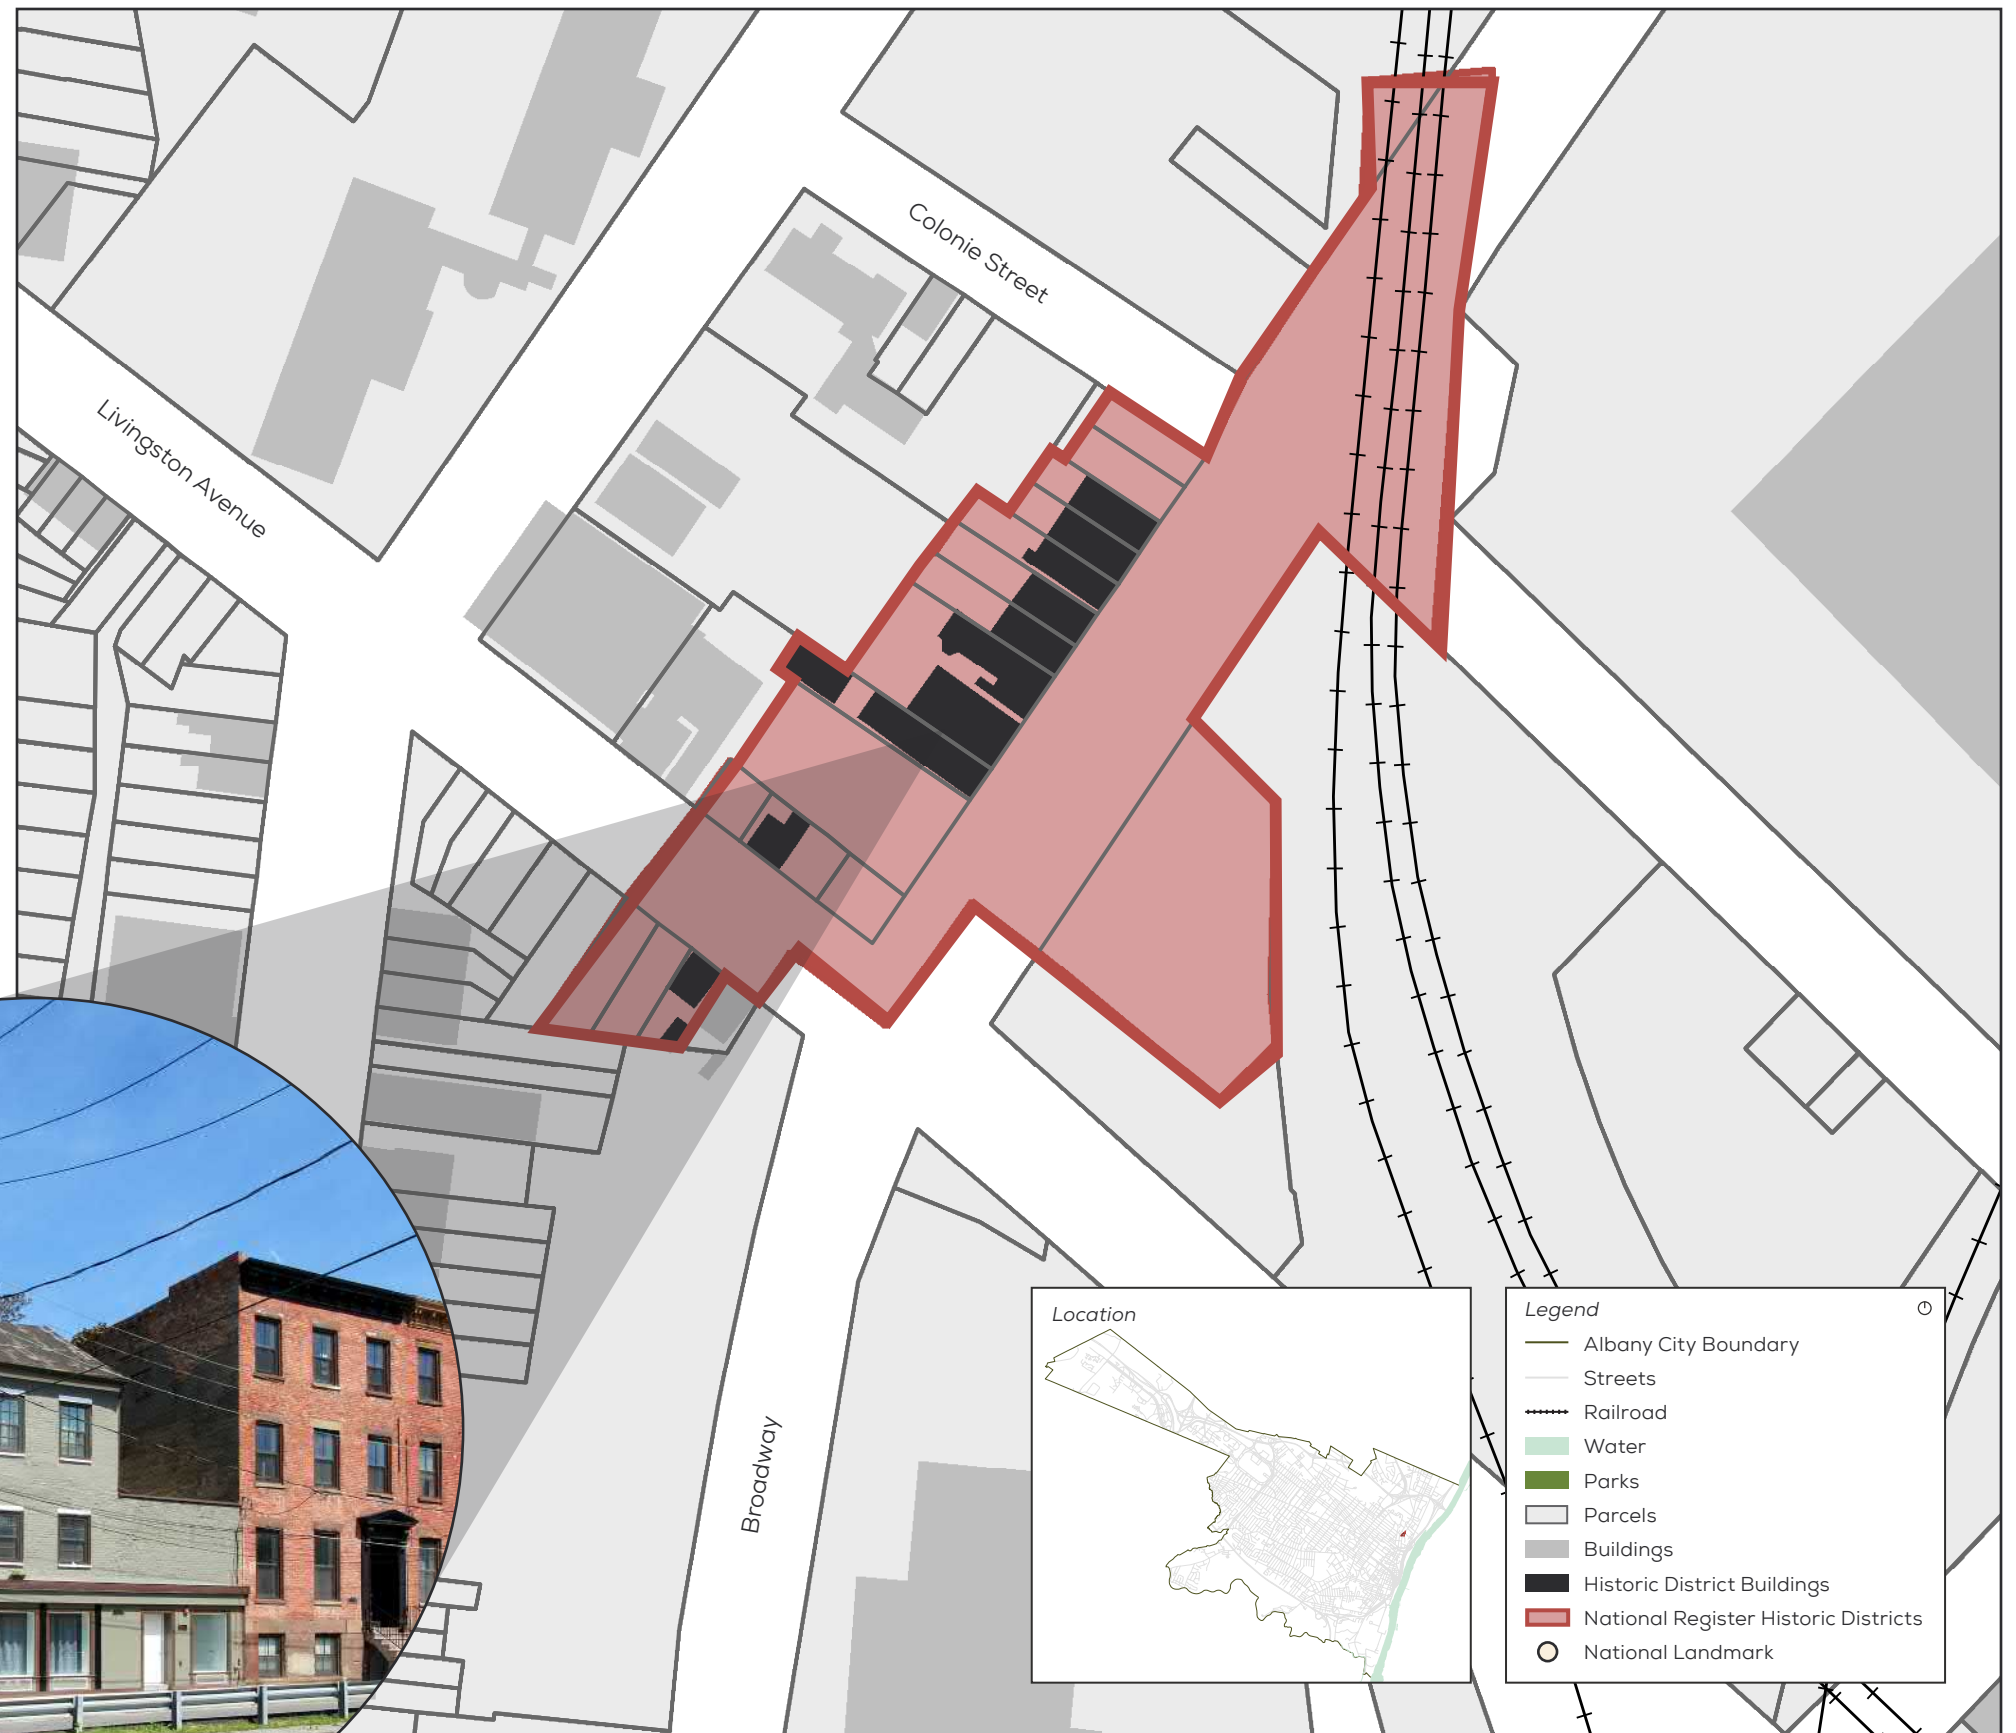 Colonie Street
Livingston Avenue
Broadway
Location
Legend
Albany City Boundary
Streets
Railroad
Water
Parks
Parcels
Buildings
Historic District Buildings
National Register Historic Districts
National Landmark